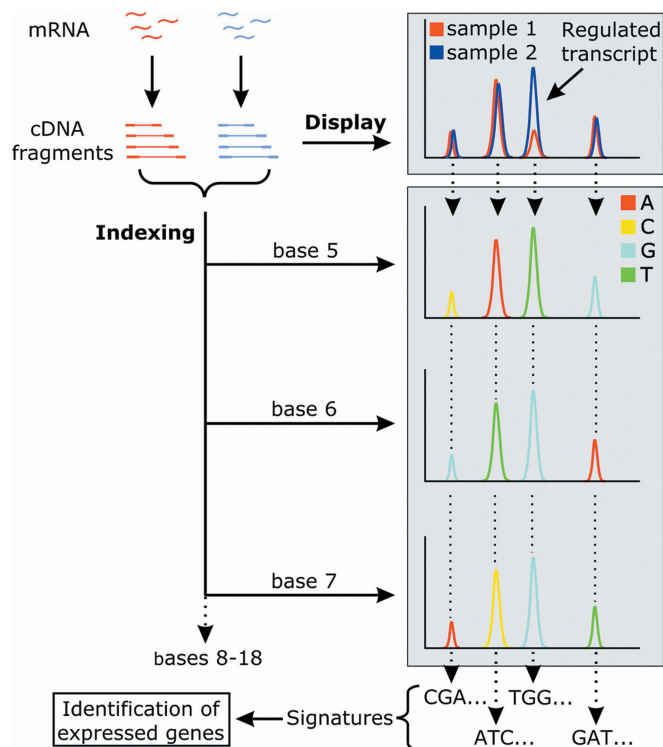 mRNA
sample 1
sample 2
Regulated
transcript
cDNA
fragments
Display
Indexing
A
C
G
T
base 5
base 6
base 7
bases 8-18
CGA...
TGG...
Signatures
ATC...
GAT...
Identification of
expressed genes